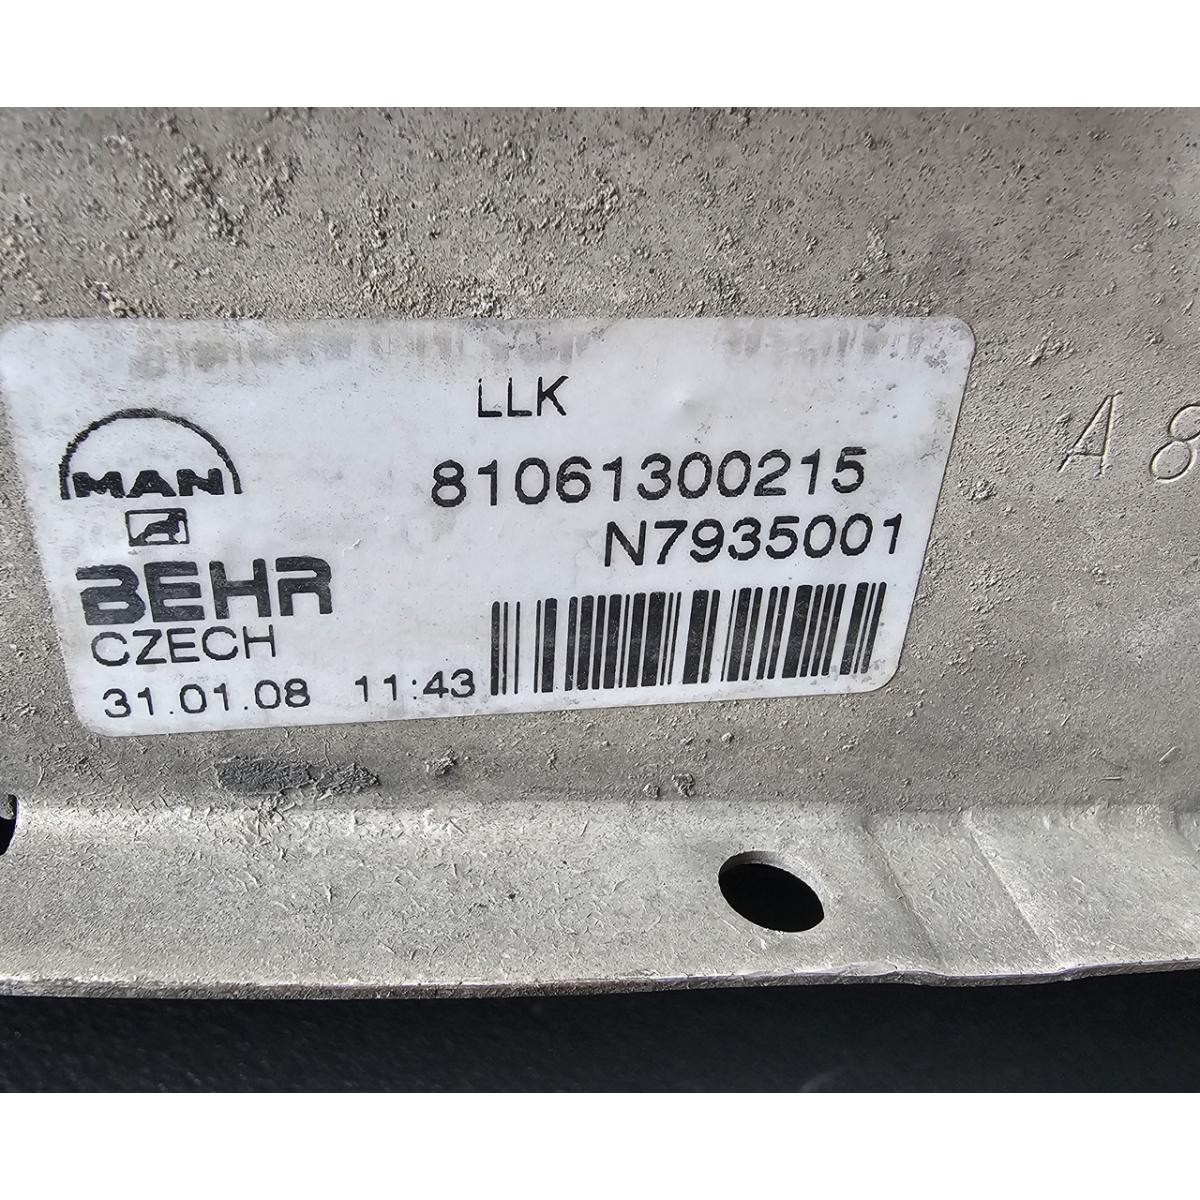 LLK
MAN
81061300215
N7935001
BEHR
CZECH
31.01.08 11:43
A8